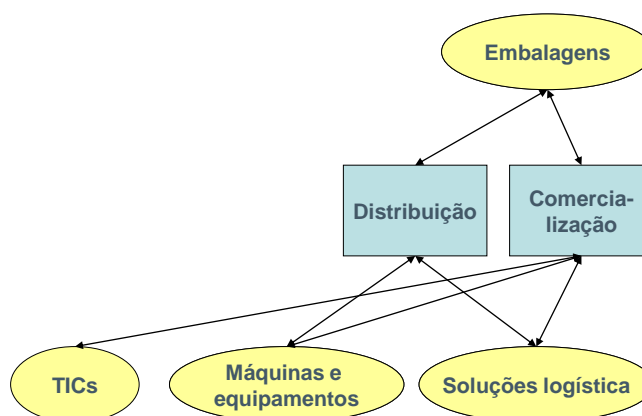 Embalagens
Distribuição
Comercia-
lização
TICs
Máquinas e
equipamentos
Soluções logística